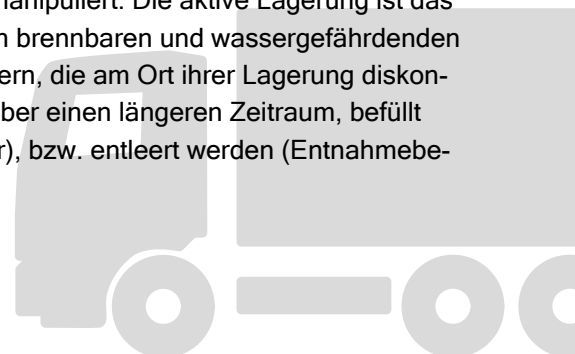 manipuliert. Die aktive Lagerung ist das
brennbaren und wassergefährdenden
ern, die am Ort ihrer Lagerung diskon-
ber einen längeren Zeitraum, befüllt
r), bzw. entleert werden (Entnahmebe-